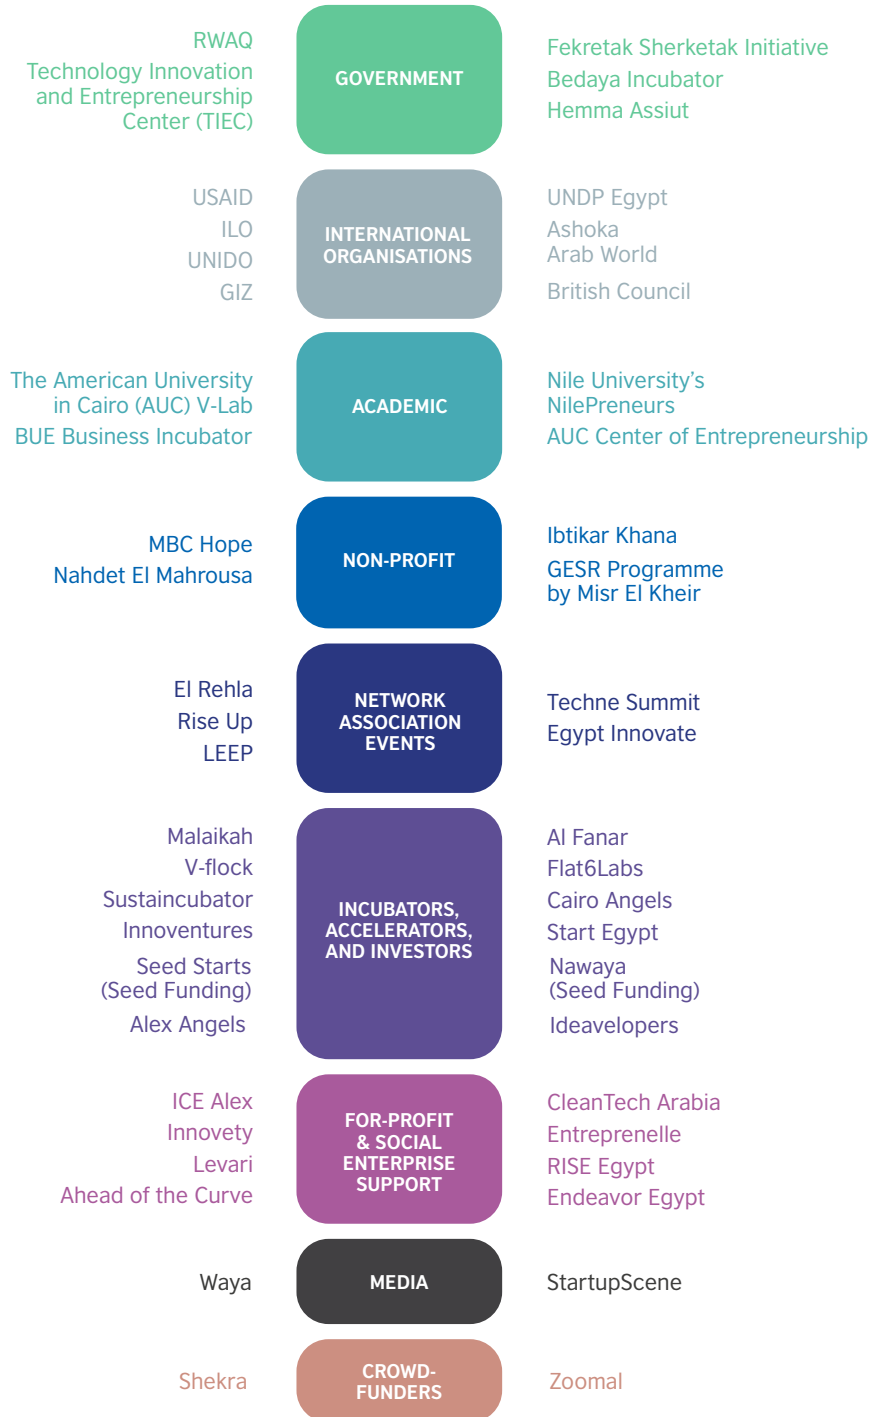 RWAQ
Technology Innovation
and Entrepreneurship
Center (TIEC)
GOVERNMENT
Fekretak Sherketak Initiative
Bedaya Incubator
Hemma Assiut
USAID
ILO
UNIDO
GIZ
INTERNATIONAL
ORGANISATIONS
UNDP Egypt
Ashoka
Arab World
British Council
The American University
in Cairo (AUC) V-Lab
BUE Business Incubator
ACADEMIC
Nile University's
NilePreneurs
AUC Center of Entrepreneurship
MBC Hope
Nahdet El Mahrousa
NON-PROFIT
Ibtikar Khana
GESR Programme
by Misr El Kheir
El Rehla
Rise Up
LEEP
NETWORK
ASSOCIATION
EVENTS
Techne Summit
Egypt Innovate
Malaikah
V-flock
Sustaincubator
Innoventures
Seed Starts
(Seed Funding)
Alex Angels
INCUBATORS,
ACCELERATORS,
AND INVESTORS
Al Fanar
Flat6Labs
Cairo Angels
Start Egypt
Nawaya
(Seed Funding)
Ideavelopers
ICE Alex
Innovety
Levari
Ahead of the Curve
FOR-PROFIT
& SOCIAL
ENTERPRISE
SUPPORT
CleanTech Arabia
Entreprenelle
RISE Egypt
Endeavor Egypt
Waya
MEDIA
StartupScene
Shekra
CROWD-
FUNDERS
Zoomal